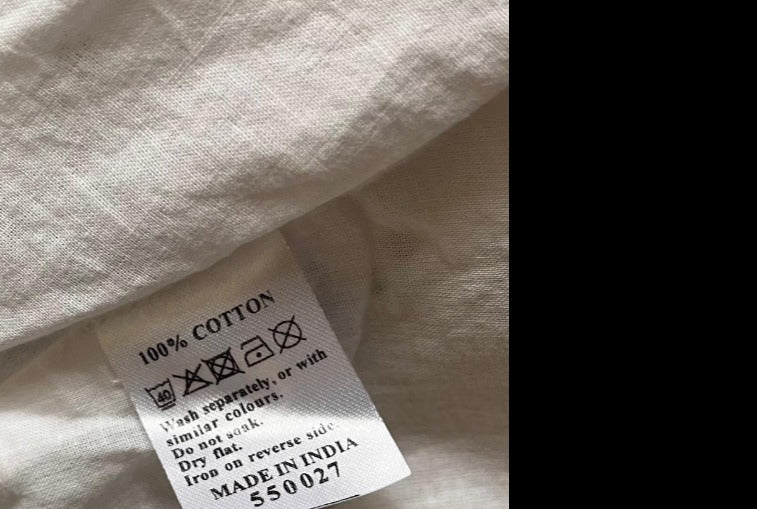 100% COTTON
40
Wash separately, or with
similar colours.
Do not soak.
Dry flat.
Iron on reverse side.
MADE IN INDIA
550027